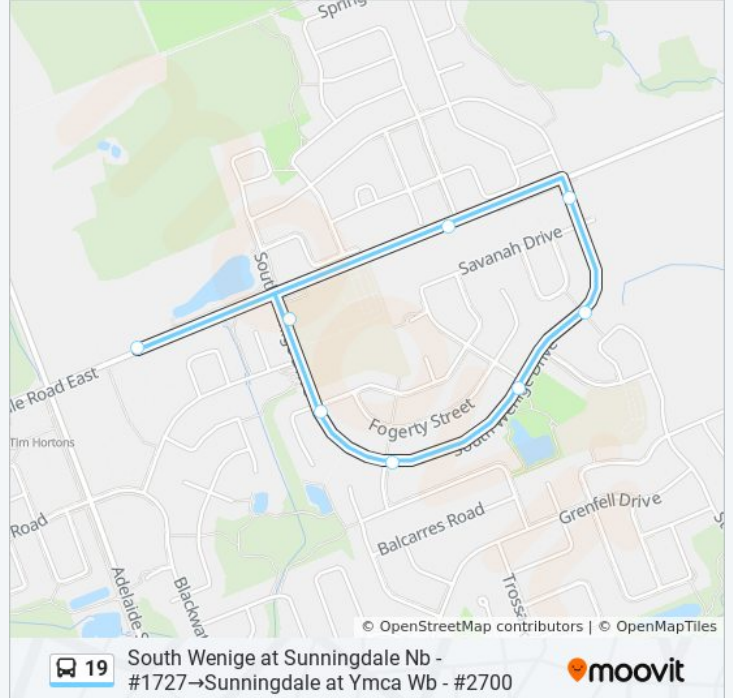 Spring
South
Savanah Drive
le Road East
Tim Hortons
Fogerty Street
South Wenige Drive
Grenfell Drive
Road
Balcarres Road
Adelaide S
Blackwa
Trossa
© OpenStreetMap contributors | © OpenMapTiles
19
South Wenige at Sunningdale Nb -
#1727→Sunningdale at Ymca Wb - #2700
moovit